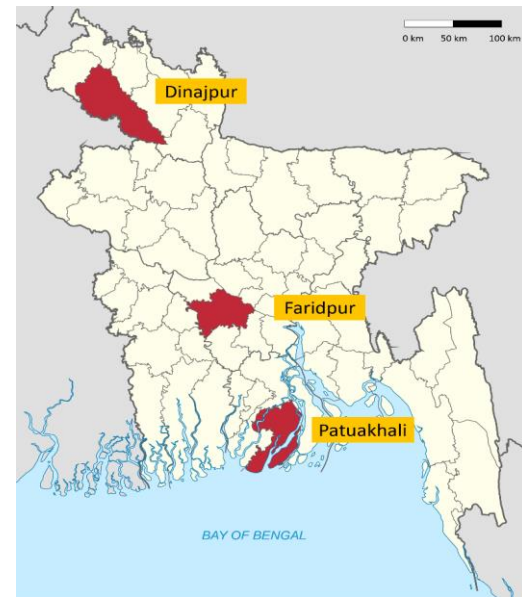 0 km 50 km 100 km
Dinajpur
Faridpur
Patuakhali
BAY OF BENGAL